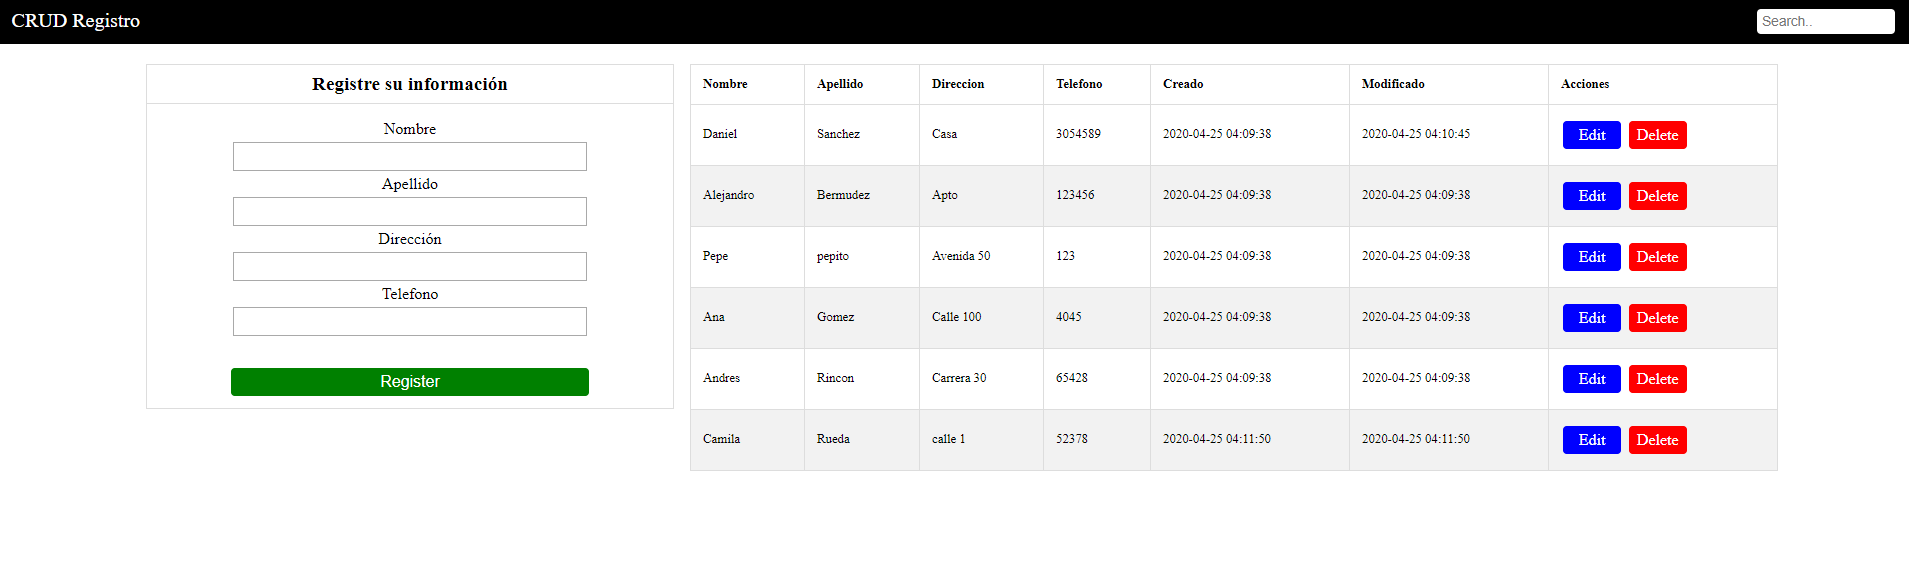 CRUD Registro
Search..
Registre su información
Nombre
Apellido
Dirección
Telefono
Register
Nombre Apellido Direccion Telefono Creado Modificado Acciones
Daniel Sanchez Casa 3054589 2020-04-25 04:09:38 2020-04-25 04:10:45 Edit Delete
Alejandro Bermudez Apto 123456 2020-04-25 04:09:38 2020-04-25 04:09:38 Edit Delete
Pepe pepito Avenida 50 123 2020-04-25 04:09:38 2020-04-25 04:09:38 Edit Delete
Ana Gomez Calle 100 4045 2020-04-25 04:09:38 2020-04-25 04:09:38 Edit Delete
Andres Rincon Carrera 30 65428 2020-04-25 04:09:38 2020-04-25 04:09:38 Edit Delete
Camila Rueda calle 1 52378 2020-04-25 04:11:50 2020-04-25 04:11:50 Edit Delete